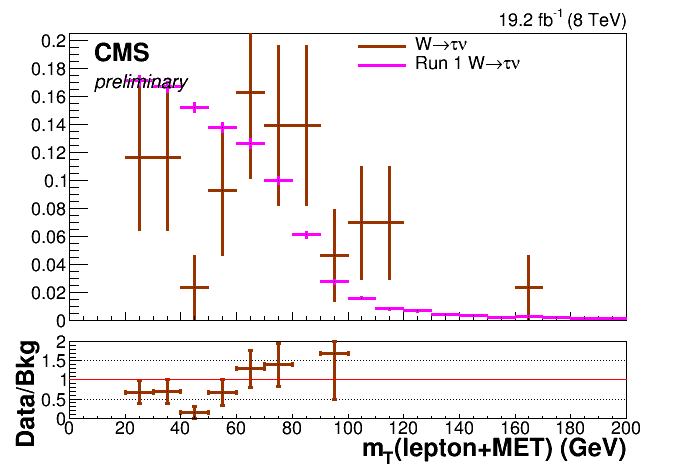 19.2 fb⁻¹ (8 TeV)
CMS
preliminary
W→τν
Run 1 W→τν
0.2
0.18
0.16
0.14
0.12
0.1
0.08
0.06
0.04
0.02
0
Data/Bkg
2
1.5
1
0.5
0
0 20 40 60 80 100 120 140 160 180 200
m_T(lepton+MET) (GeV)